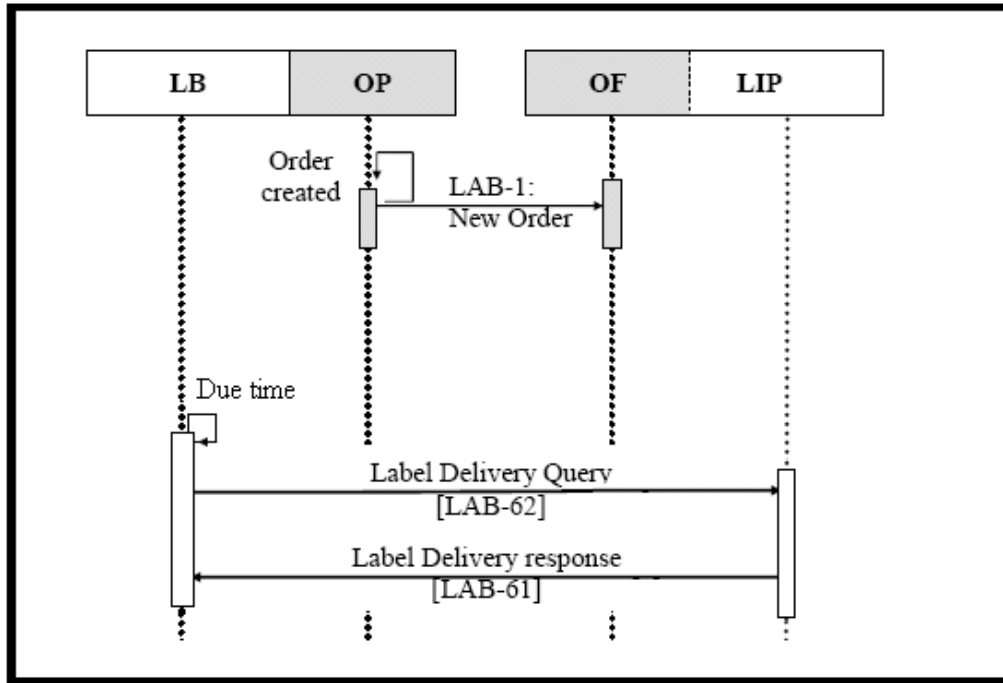 LB OP OF LIP
Order
created
LAB-1:
New Order
Due time
Label Delivery Query
[LAB-62]
Label Delivery response
[LAB-61]